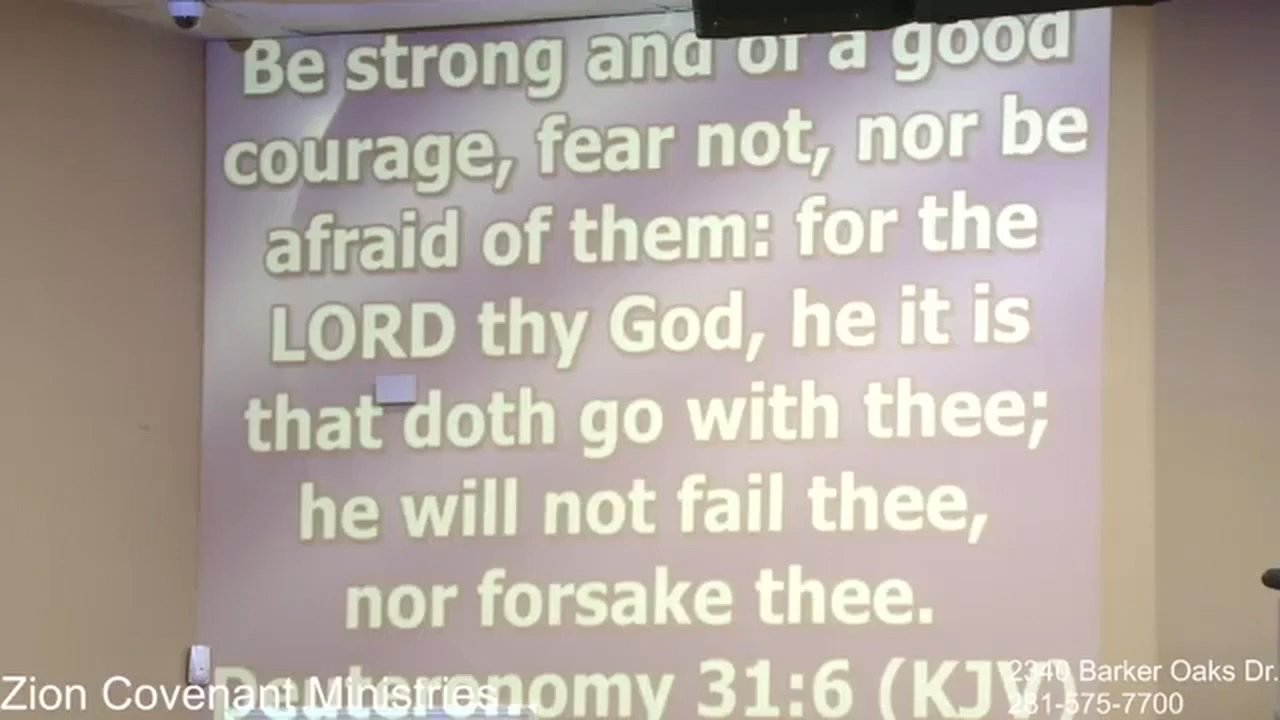 Be strong and of a good
courage, fear not, nor be
afraid of them: for the
LORD thy God, he it is
that doth go with thee;
he will not fail thee,
nor forsake thee.
Deuteronomy 31:6 (KJV)
Zion Covenant Ministries
2340 Barker Oaks Dr.
281-575-7700